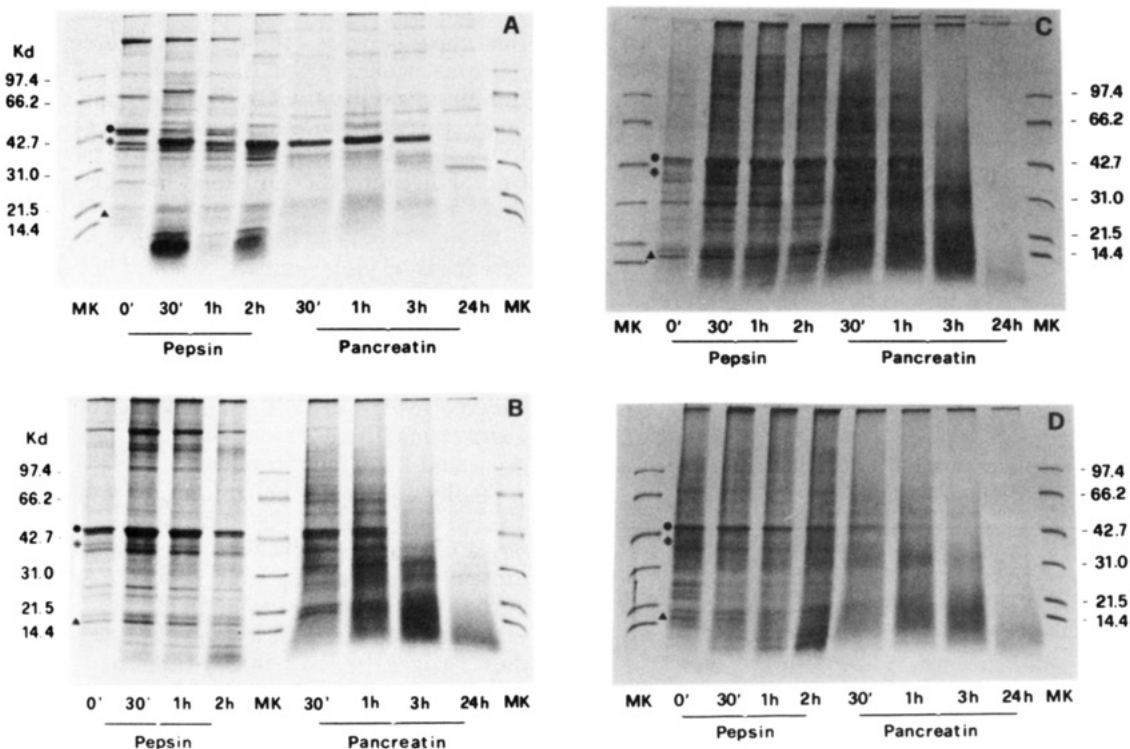 A
Kd
97.4
66.2
42.7
31.0
21.5
14.4
MK 0' 30' 1h 2h 30' 1h 3h 24h MK
Pepsin Pancreatin
C
97.4
66.2
42.7
31.0
21.5
14.4
MK 0' 30' 1h 2h 30' 1h 3h 24h MK
Pepsin Pancreatin
B
Kd
97.4
66.2
42.7
31.0
21.5
14.4
0' 30' 1h 2h MK 30' 1h 3h 24h MK
Pepsin Pancreatin
D
97.4
66.2
42.7
31.0
21.5
14.4
MK 0' 30' 1h 2h 30' 1h 3h 24h MK
Pepsin Pancreatin